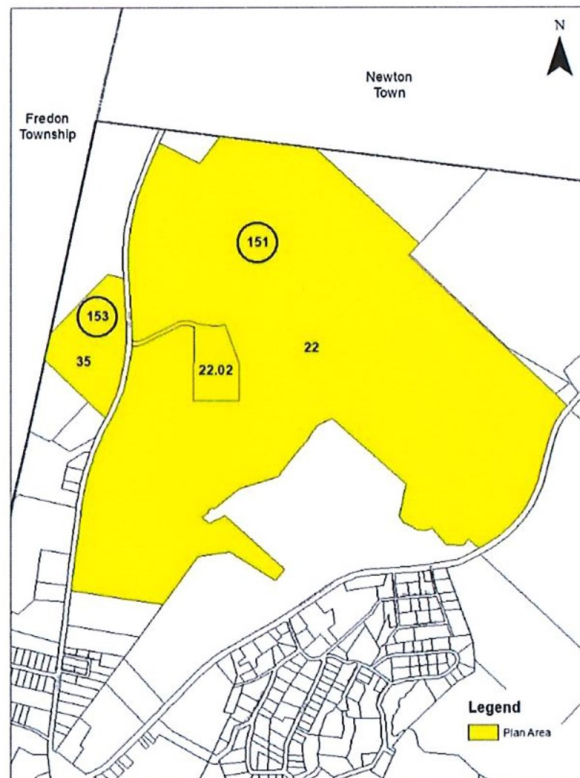 N
Newton
Town
Fredon
Township
151
153
35
22
22.02
Legend
Plan Area